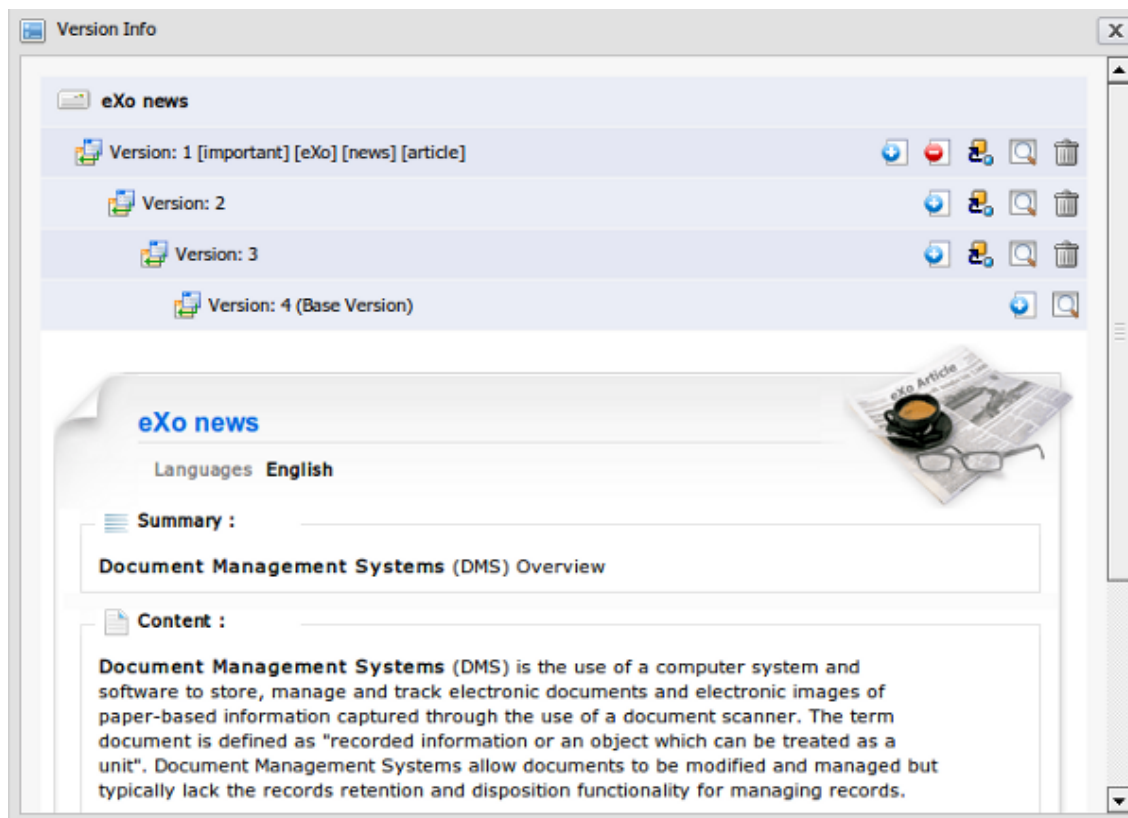 Version Info
X
eXo news
Version: 1 [important] [eXo] [news] [article]
Version: 2
Version: 3
Version: 4 (Base Version)
eXo Article
eXo news
Languages English
Summary :
Document Management Systems (DMS) Overview
Content :
Document Management Systems (DMS) is the use of a computer system and
software to store, manage and track electronic documents and electronic images of
paper-based information captured through the use of a document scanner. The term
document is defined as "recorded information or an object which can be treated as a
unit". Document Management Systems allow documents to be modified and managed but
typically lack the records retention and disposition functionality for managing records.